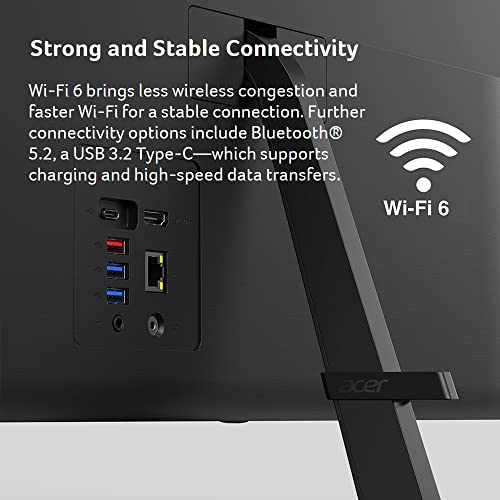 Strong and Stable Connectivity
Wi-Fi 6 brings less wireless congestion and
faster Wi-Fi for a stable connection. Further
connectivity options include Bluetooth®
5.2, a USB 3.2 Type-C—which supports
charging and high-speed data transfers.
Wi-Fi 6
acer